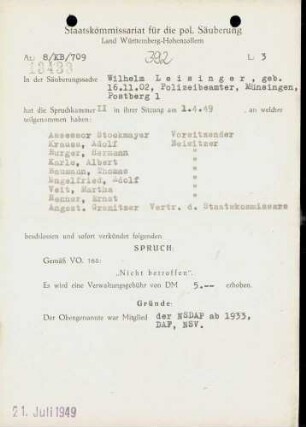 Staatskommissariat für die pol. Säuberung
Land Württemberg-Hohenzollern
Az: 8/KB/709 392 L 3
13493
In der Säuberungssache Wilhelm Leisinger, geb.
16.11.02, Polizeibeamter, Münsingen,
Postberg 1
hat die Spruchkammer II in ihrer Sitzung am 1.4.49, an welcher
teilgenommen haben:
Assessor Stockmayer Vorsitzender
Krauss, Adolf Beisitzer
Burger, Hermann "
Karle, Albert "
Baumann, Thomas "
Engelfried, Adolf "
Veit, Martha "
Renner, Ernst "
Angest. Vertr. d. Staatskommissars
beschlossen und sofort verkündet folgenden.
SPRUCH:
Gemäß VO. 180:
„Nicht betroffen".
Es wird eine Verwaltungsgebühr von DM 5.-- erhoben.
Gründe:
Der Obengenannte war Mitglied der NSDAP ab 1933,
DAF, NSV.
21. Juli 1949